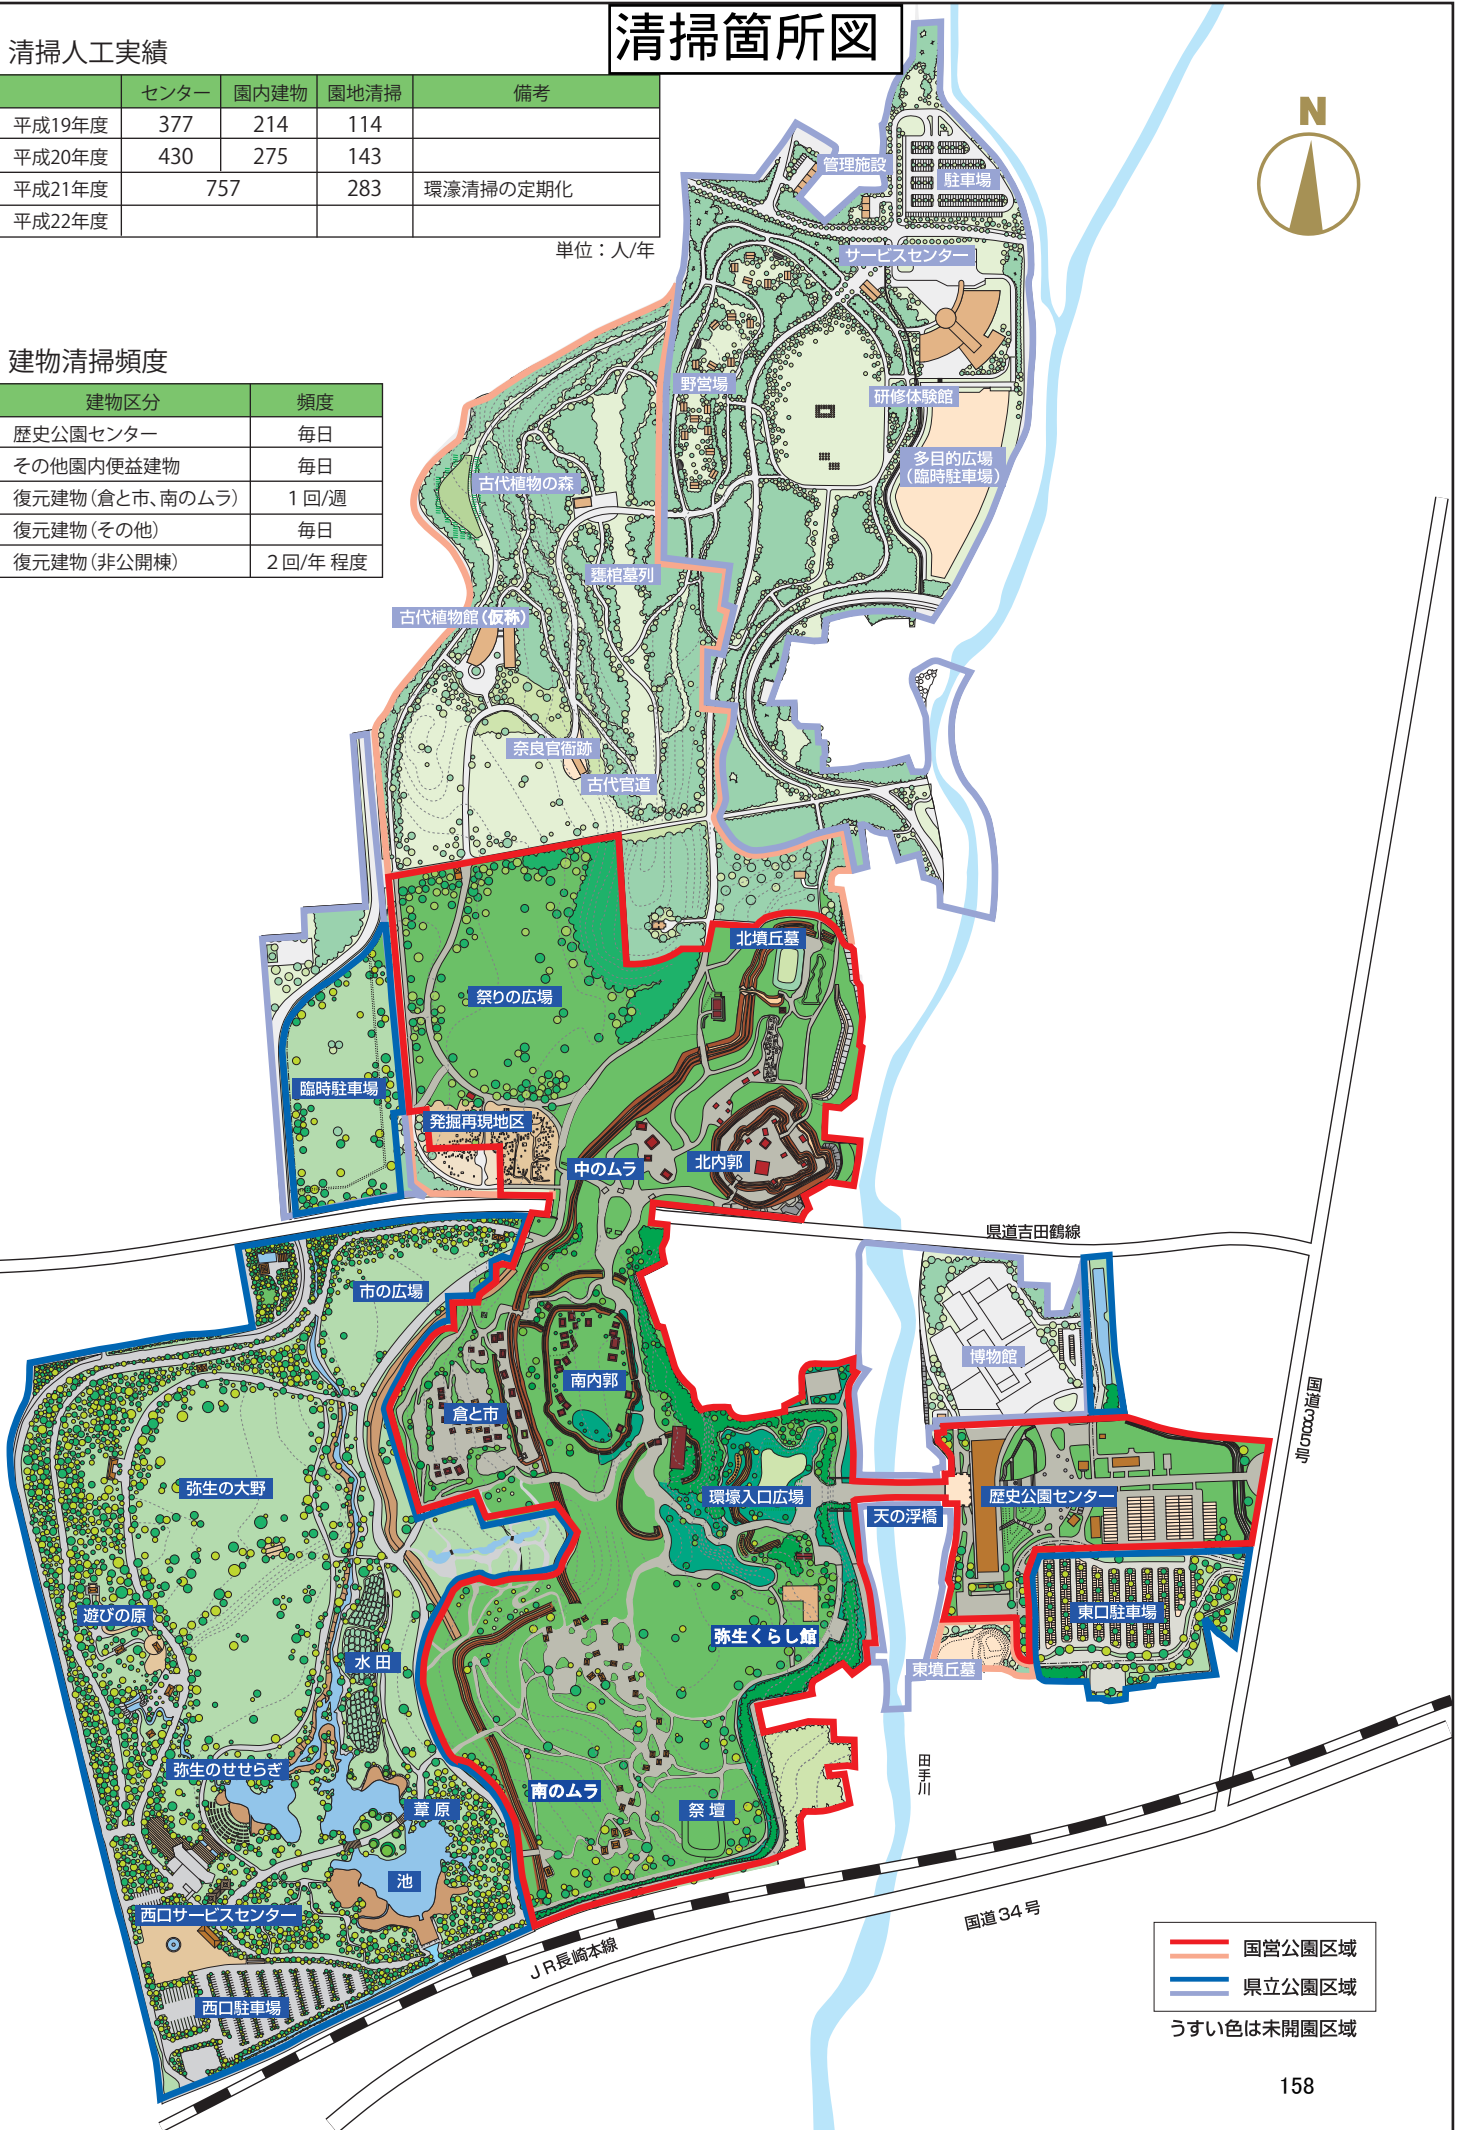 清掃箇所図
清掃人工実績
センター 園内建物 園地清掃 備考
平成19年度 377 214 114
平成20年度 430 275 143
平成21年度 757 283 環濠清掃の定期化
平成22年度
単位：人/年
建物清掃頻度
建物区分 頻度
歴史公園センター 毎日
その他園内便益建物 毎日
復元建物（倉と市、南のムラ） 1回/週
復元建物（その他） 毎日
復元建物（非公開棟） 2回/年 程度
N
管理施設
駐車場
サービスセンター
野営場
研修体験館
多目的広場
（臨時駐車場）
古代植物の森
甕棺墓列
古代植物館（仮称）
奈良官衙跡
古代官道
北墳丘墓
祭りの広場
臨時駐車場
発掘再現地区
中のムラ
北内郭
県道吉田鶴線
市の広場
博物館
南内郭
倉と市
国道385号
弥生の大野
環壕入口広場
歴史公園センター
天の浮橋
遊びの原
東口駐車場
弥生くらし館
水田
東墳丘墓
弥生のせせらぎ
田手川
南のムラ
葦原
祭壇
池
西口サービスセンター
国道34号
JR長崎本線
西口駐車場
国営公園区域
県立公園区域
うすい色は未開園区域
158